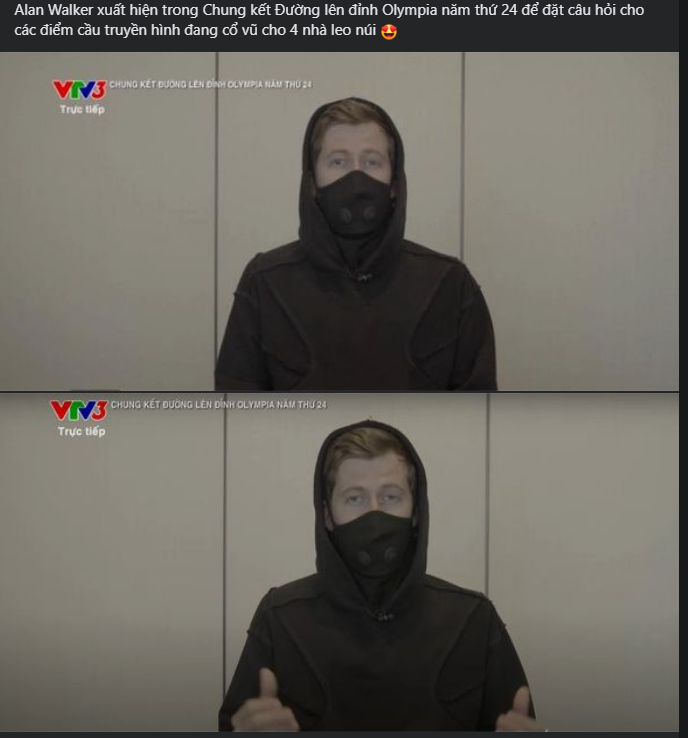 Alan Walker xuất hiện trong Chung kết Đường lên đỉnh Olympia năm thứ 24 để đặt câu hỏi cho
các điểm cầu truyền hình đang cổ vũ cho 4 nhà leo núi 🤩
VTV3 CHUNG KẾT ĐƯỜNG LÊN ĐỈNH OLYMPIA NĂM THỨ 24
Trực tiếp
VTV3 CHUNG KẾT ĐƯỜNG LÊN ĐỈNH OLYMPIA NĂM THỨ 24
Trực tiếp